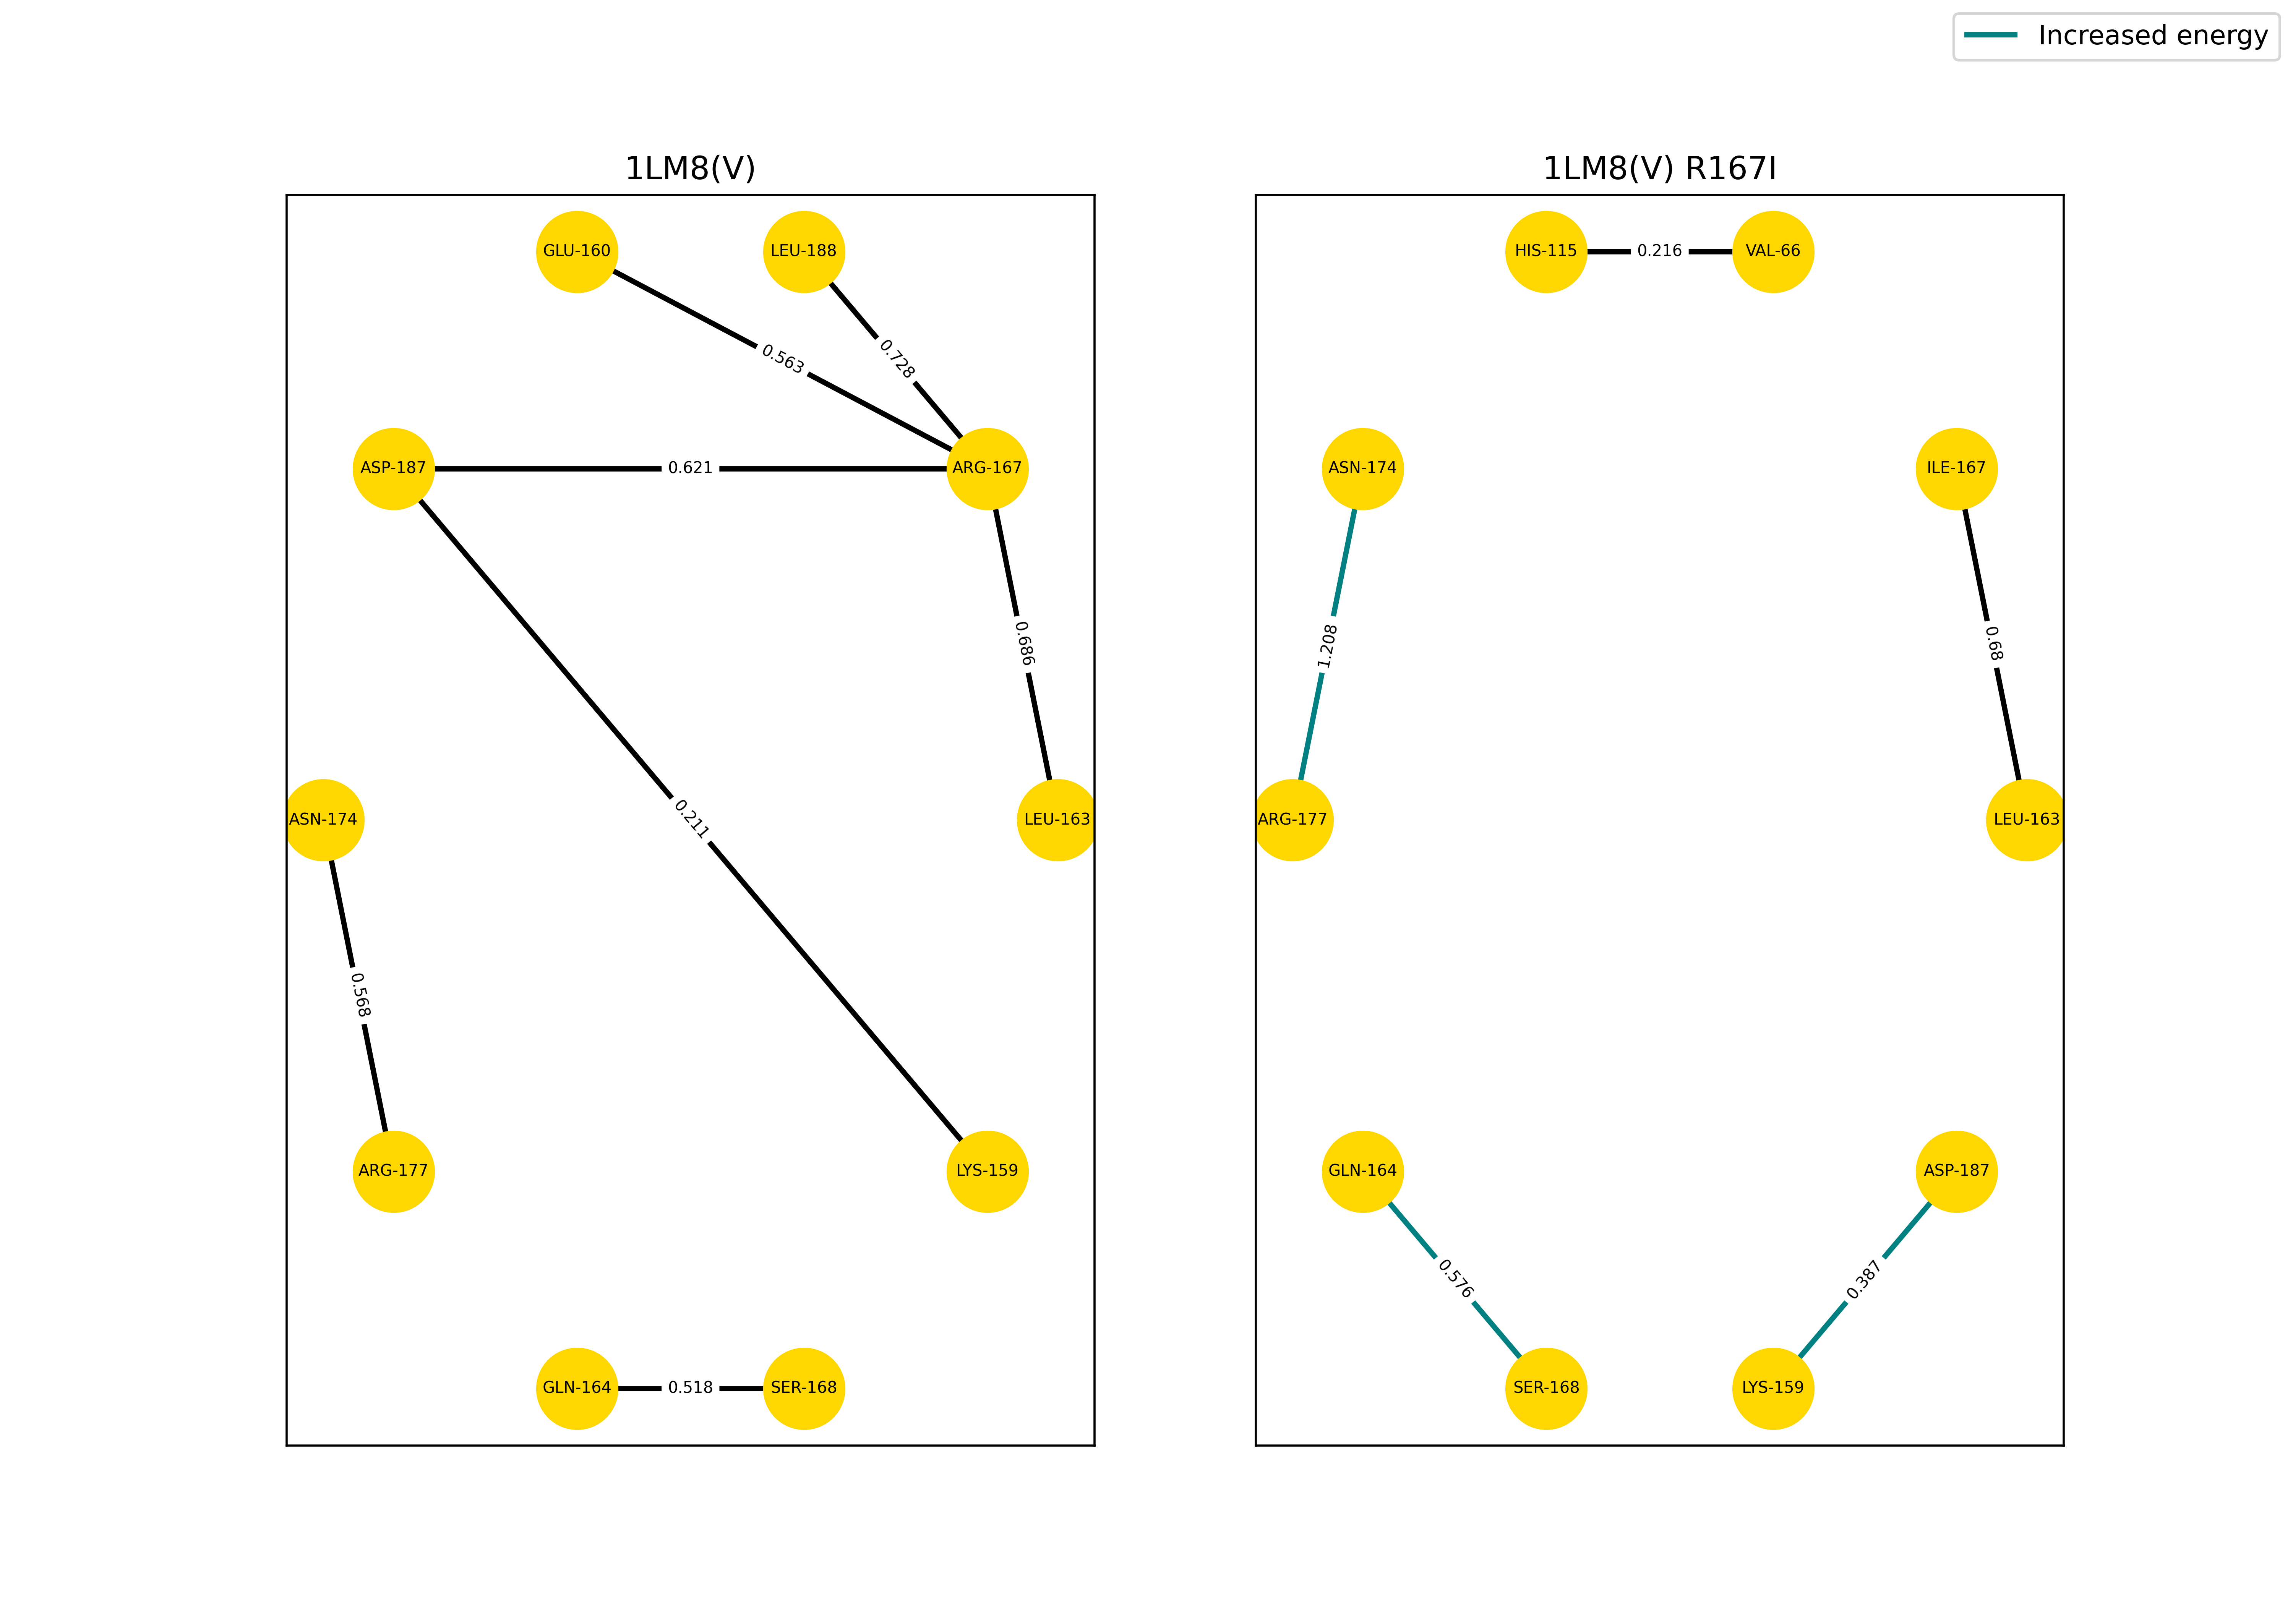 Increased energy
1LM8(V)
GLU-160
LEU-188
0.563
0.728
ASP-187
0.621
ARG-167
0.686
0.211
ASN-174
LEU-163
0.568
ARG-177
LYS-159
GLN-164
0.518
SER-168
1LM8(V) R167I
HIS-115
0.216
VAL-66
ASN-174
ILE-167
1.208
0.68
ARG-177
LEU-163
GLN-164
ASP-187
0.576
0.387
SER-168
LYS-159